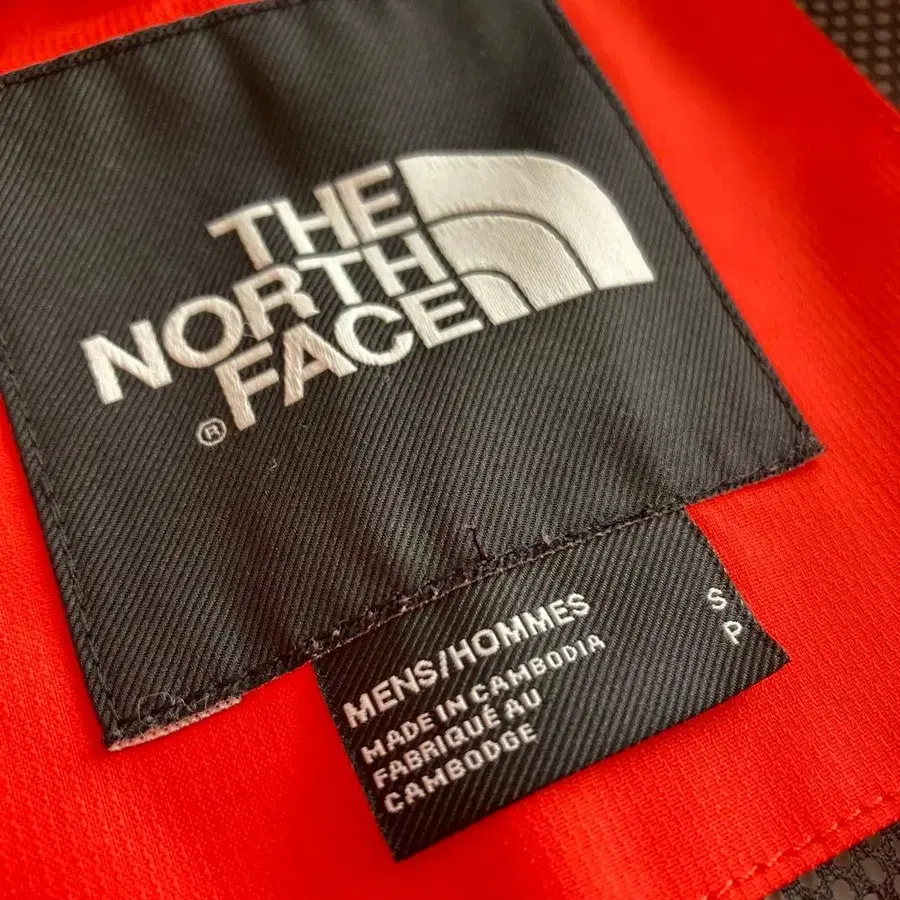 THE
NORTH
FACE
®
MENS/HOMMES S
MADE IN CAMBODIA P
FABRIQUÉ AU
CAMBODGE